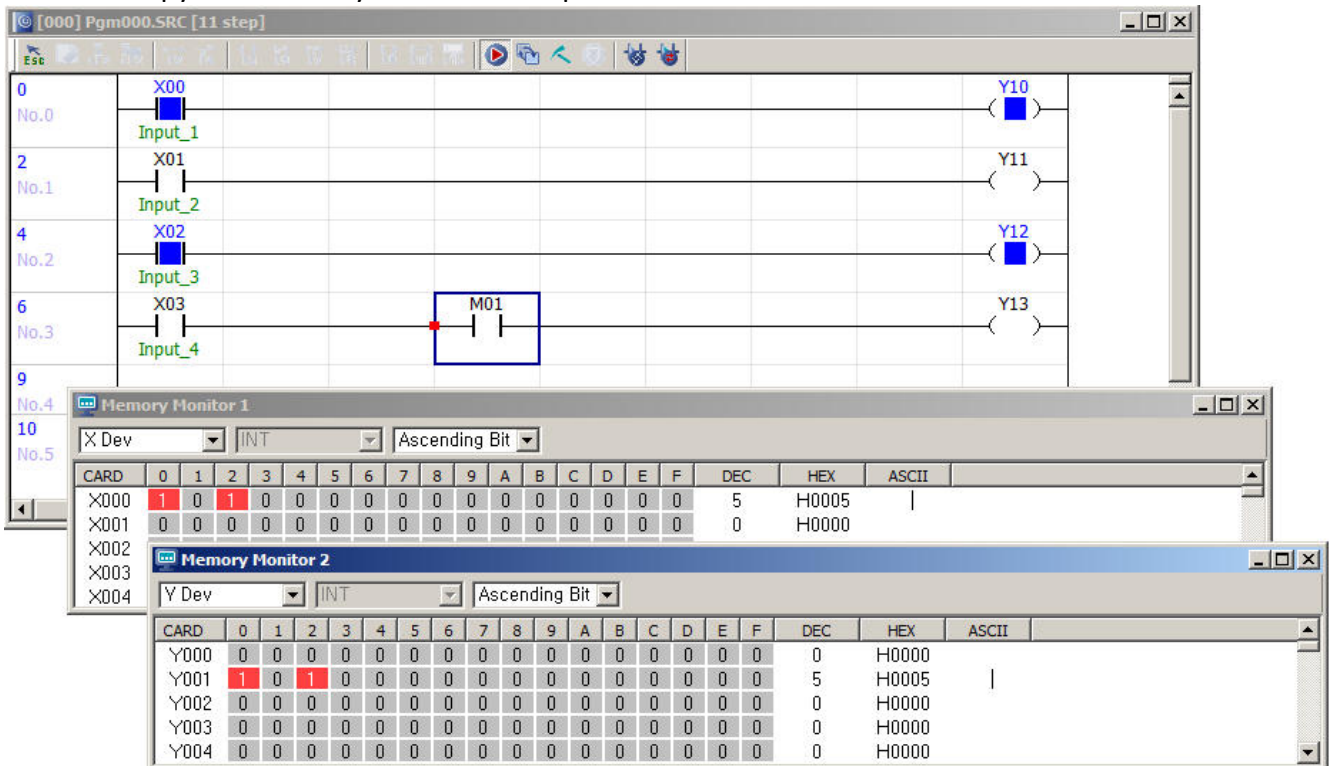 [000] Pgm000.SRC [11 step]
ESC
0 X00 Y10
No.0
Input_1
2 X01 Y11
No.1
Input_2
4 X02 Y12
No.2
Input_3
6 X03 M01 Y13
No.3
Input_4
9
No.4
10
No.5
Memory Monitor 1
X Dev INT Ascending Bit
CARD 0 1 2 3 4 5 6 7 8 9 A B C D E F DEC HEX ASCII
X000 1 0 1 0 0 0 0 0 0 0 0 0 0 0 0 0 5 H0005
X001 0 0 0 0 0 0 0 0 0 0 0 0 0 0 0 0 0 H0000
X002
X003
X004
Memory Monitor 2
Y Dev INT Ascending Bit
CARD 0 1 2 3 4 5 6 7 8 9 A B C D E F DEC HEX ASCII
Y000 0 0 0 0 0 0 0 0 0 0 0 0 0 0 0 0 0 H0000
Y001 1 0 1 0 0 0 0 0 0 0 0 0 0 0 0 0 5 H0005
Y002 0 0 0 0 0 0 0 0 0 0 0 0 0 0 0 0 0 H0000
Y003 0 0 0 0 0 0 0 0 0 0 0 0 0 0 0 0 0 H0000
Y004 0 0 0 0 0 0 0 0 0 0 0 0 0 0 0 0 0 H0000